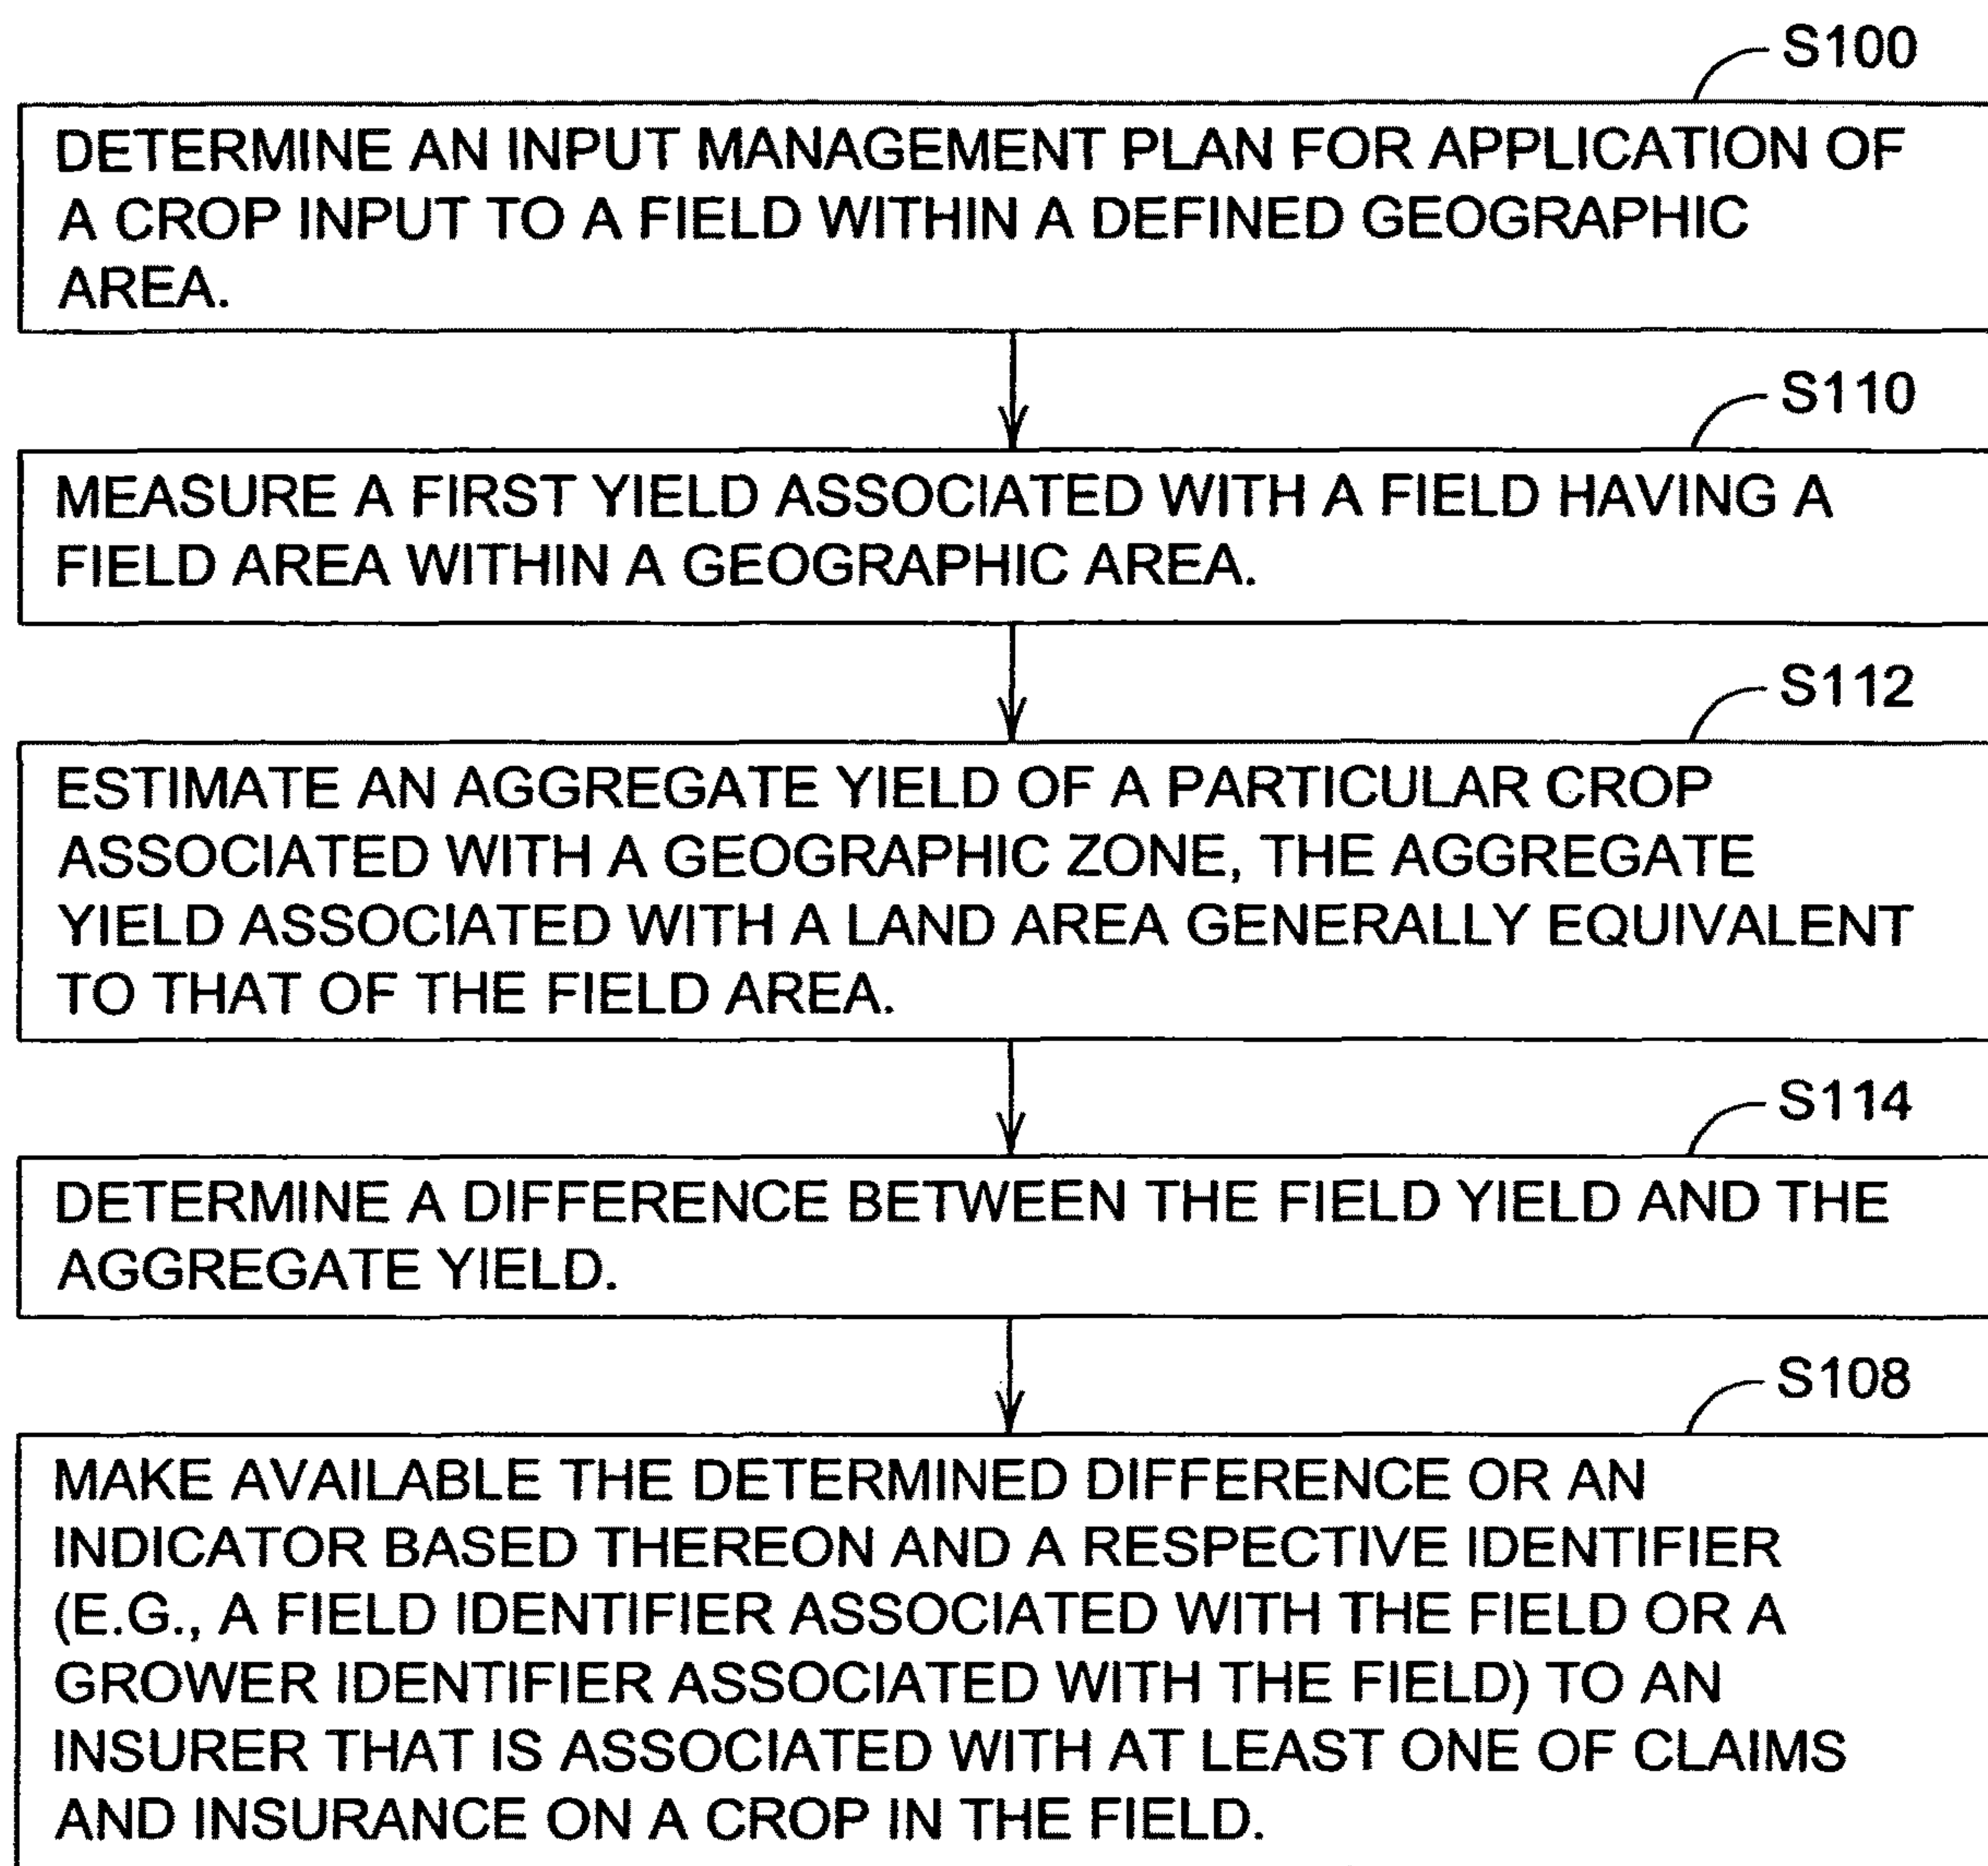 S100
DETERMINE AN INPUT MANAGEMENT PLAN FOR APPLICATION OF
A CROP INPUT TO A FIELD WITHIN A DEFINED GEOGRAPHIC
AREA.
S110
MEASURE A FIRST YIELD ASSOCIATED WITH A FIELD HAVING A
FIELD AREA WITHIN A GEOGRAPHIC AREA.
S112
ESTIMATE AN AGGREGATE YIELD OF A PARTICULAR CROP
ASSOCIATED WITH A GEOGRAPHIC ZONE, THE AGGREGATE
YIELD ASSOCIATED WITH A LAND AREA GENERALLY EQUIVALENT
TO THAT OF THE FIELD AREA.
S114
DETERMINE A DIFFERENCE BETWEEN THE FIELD YIELD AND THE
AGGREGATE YIELD.
S108
MAKE AVAILABLE THE DETERMINED DIFFERENCE OR AN
INDICATOR BASED THEREON AND A RESPECTIVE IDENTIFIER
(E.G., A FIELD IDENTIFIER ASSOCIATED WITH THE FIELD OR A
GROWER IDENTIFIER ASSOCIATED WITH THE FIELD) TO AN
INSURER THAT IS ASSOCIATED WITH AT LEAST ONE OF CLAIMS
AND INSURANCE ON A CROP IN THE FIELD.